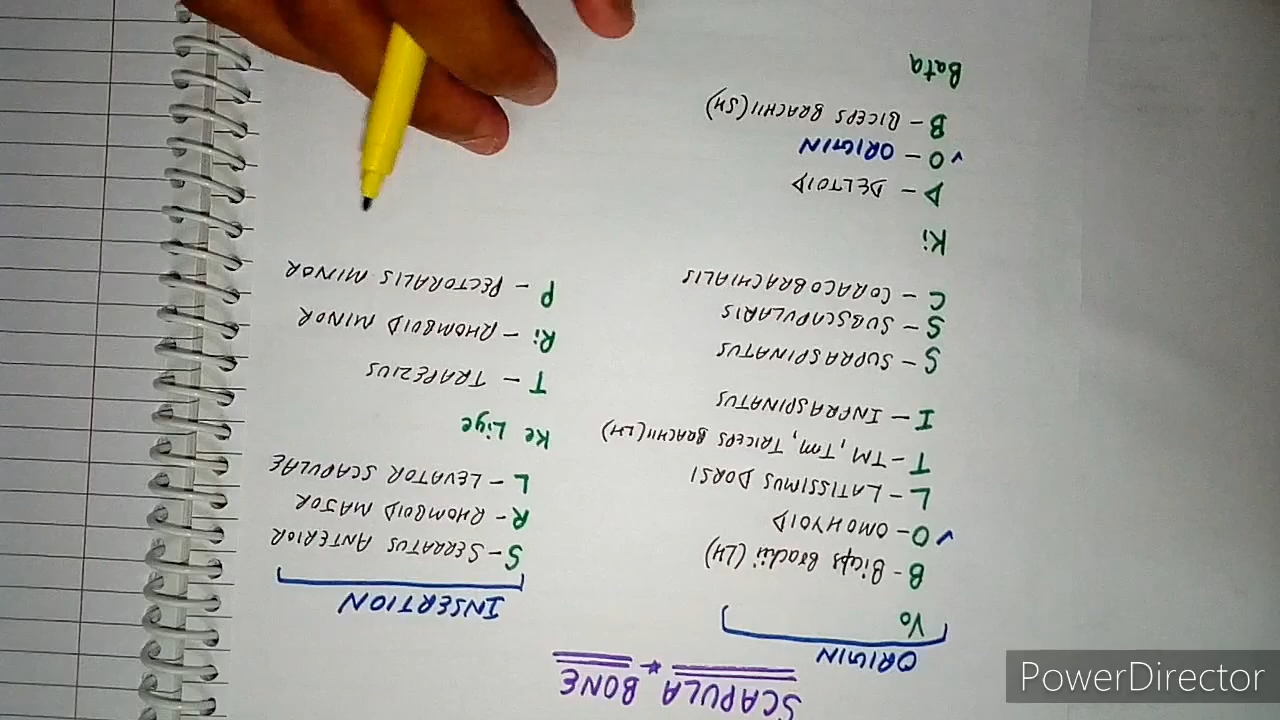 SCAPULA BONE
ORIGIN
Vo
B - Biceps Brachii (LH)
✓ O - OMOHYOID
L - LATISSIMUS DORSI
T - TM, Tm, TRICEPS BRACHII (LH)
I - INFRASPINATUS
S - SUPRASPINATUS
S - SUBSCAPULARIS
C - CORACOBRACHIALIS
Ki
D - DELTOID
✓ O - ORIGIN
B - BICEPS BRACHII (SH)
Bata
INSERTION
S - SERRATUS ANTERIOR
R - RHOMBOID MAJOR
L - LEVATOR SCAPULAE
Ke Liye
T - TRAPEZIUS
Ri - RHOMBOID MINOR
P - PECTORALIS MINOR
PowerDirector